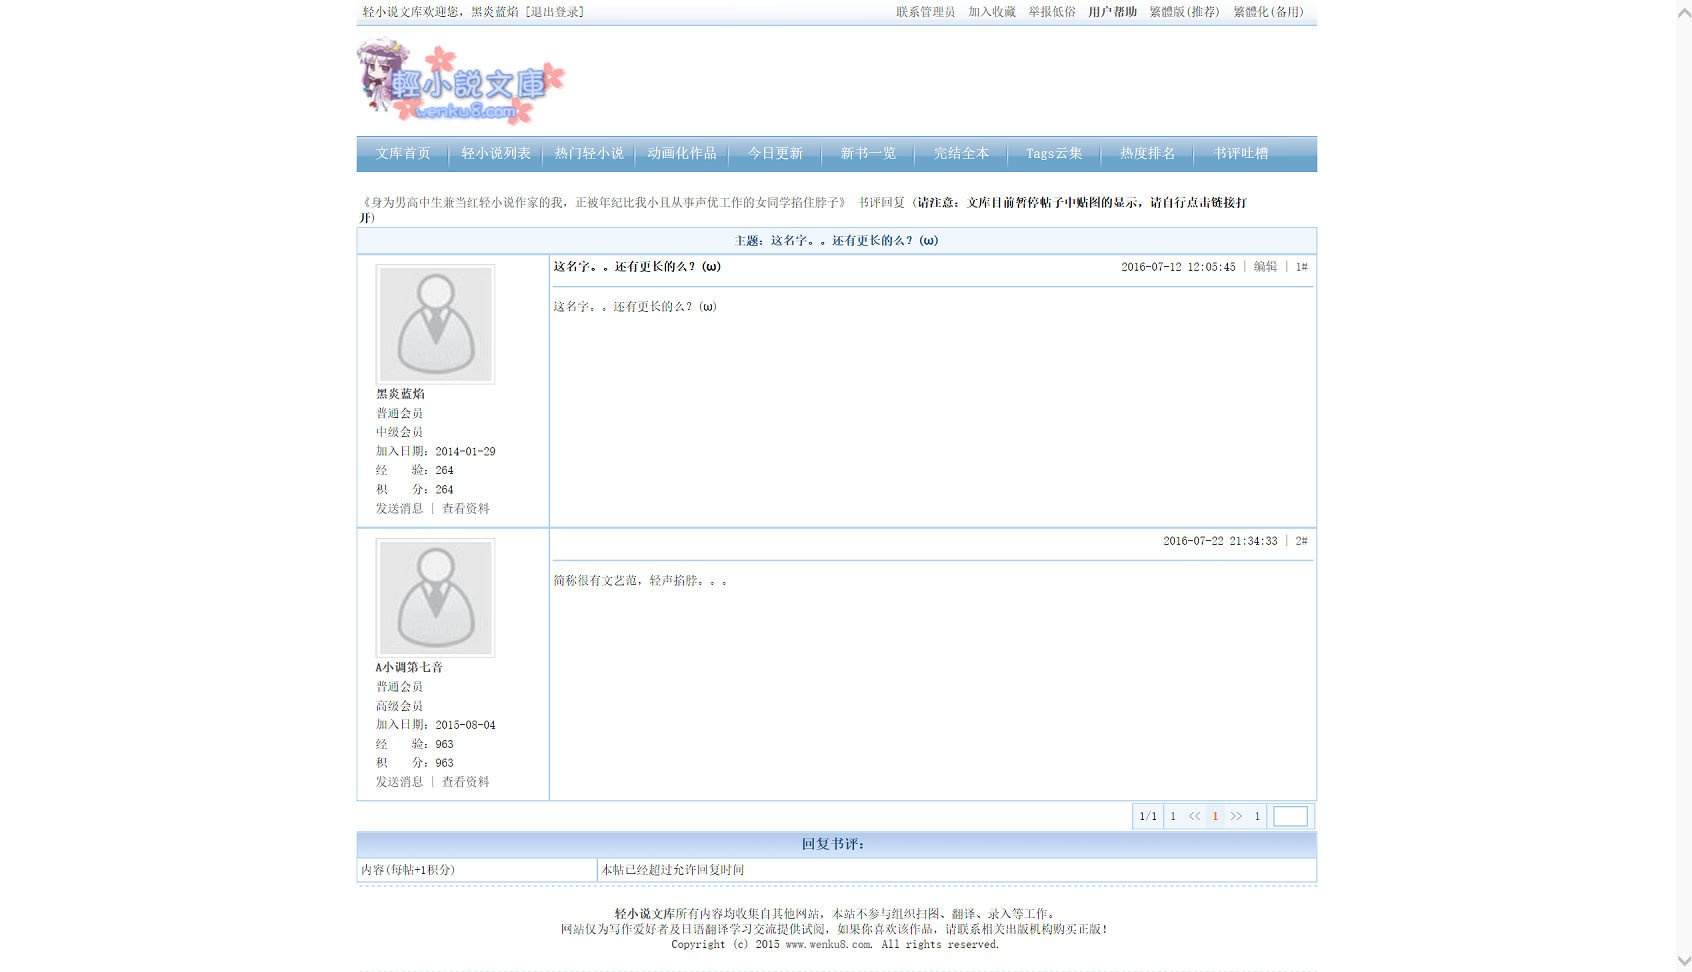 轻小说文库欢迎您，黑炎蓝焰 [退出登录]
联系管理员 加入收藏 举报低俗 用户帮助 繁體版(推荐) 繁體化(备用)
輕小說文庫
wenku8.com
文库首页 轻小说列表 热门轻小说 动画化作品 今日更新 新书一览 完结全本 Tags云集 热度排名 书评吐槽
《身为男高中生兼当红轻小说作家的我，正被年纪比我小且从事声优工作的女同学掐住脖子》 书评回复 (请注意：文库目前暂停帖子中贴图的显示，请自行点击链接打
开)
主题：这名字。。还有更长的么？(ω)
这名字。。还有更长的么？(ω)
2016-07-12 12:05:45 | 编辑 | 1#
这名字。。还有更长的么？(ω)
黑炎蓝焰
普通会员
中级会员
加入日期：2014-01-29
经 验：264
积 分：264
发送消息 | 查看资料
2016-07-22 21:34:33 | 2#
简称很有文艺范，轻声掐脖。。。
A小调第七音
普通会员
高级会员
加入日期：2015-08-04
经 验：963
积 分：963
发送消息 | 查看资料
1/1 1 << 1 >> 1
回复书评：
内容(每帖+1积分)
本帖已经超过允许回复时间
轻小说文库所有内容均收集自其他网站，本站不参与组织扫图、翻译、录入等工作。
网站仅为写作爱好者及日语翻译学习交流提供试阅，如果你喜欢该作品，请联系相关出版机构购买正版！
Copyright (c) 2015 www.wenku8.com. All rights reserved.